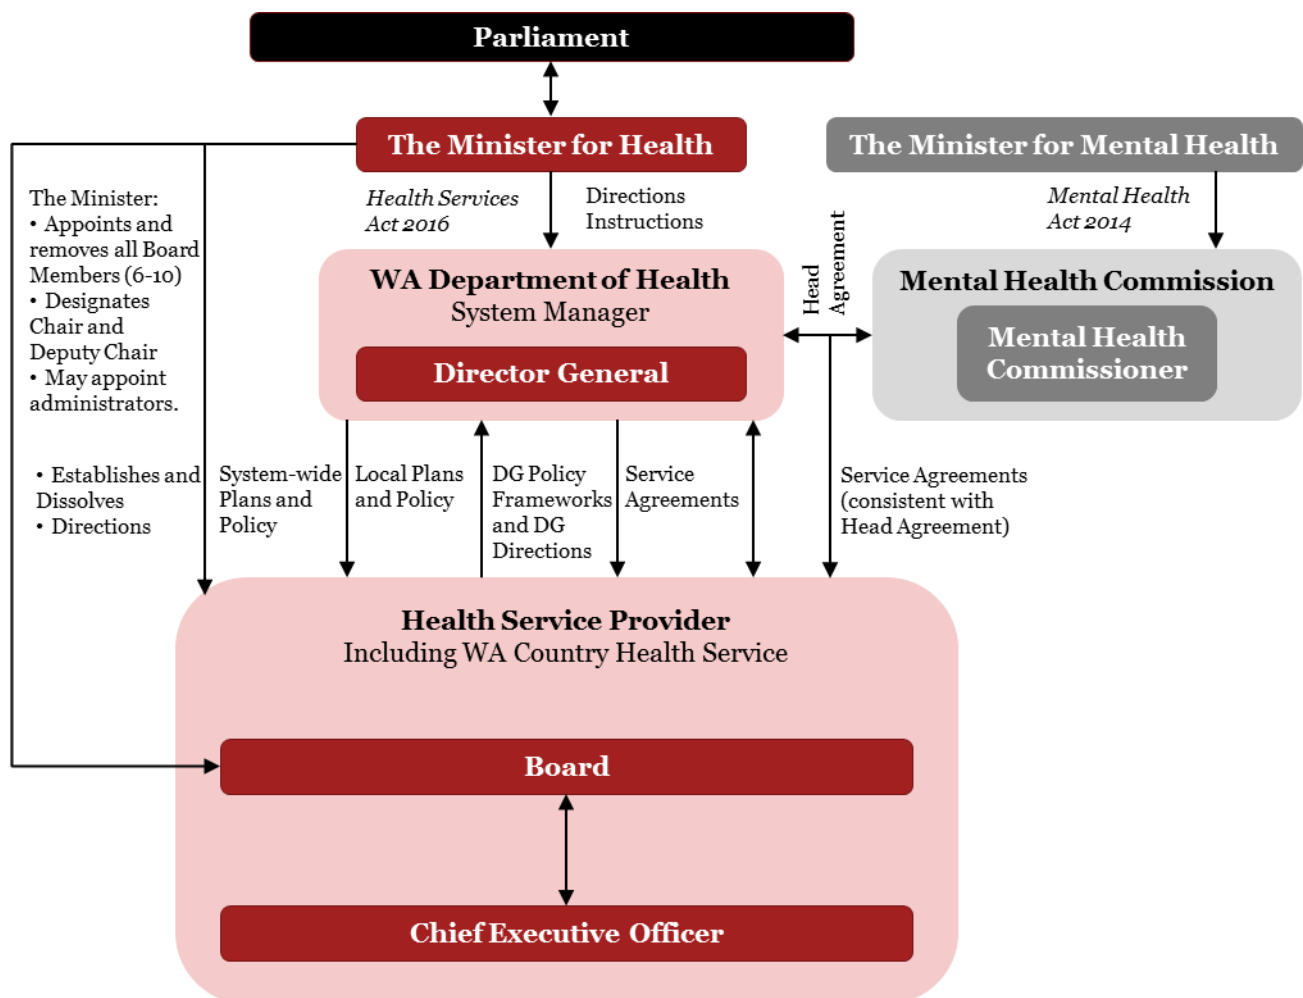 Parliament
The Minister for Health
The Minister for Mental Health
The Minister:
• Appoints and
removes all Board
Members (6-10)
• Designates
Chair and
Deputy Chair
• May appoint
administrators.
Health Services
Act 2016
Directions
Instructions
Mental Health
Act 2014
WA Department of Health
System Manager
Director General
Head
Agreement
Mental Health Commission
Mental Health
Commissioner
• Establishes and
Dissolves
• Directions
System-wide
Plans and
Policy
Local Plans
and Policy
DG Policy
Frameworks
and DG
Directions
Service
Agreements
Service Agreements
(consistent with
Head Agreement)
Health Service Provider
Including WA Country Health Service
Board
Chief Executive Officer